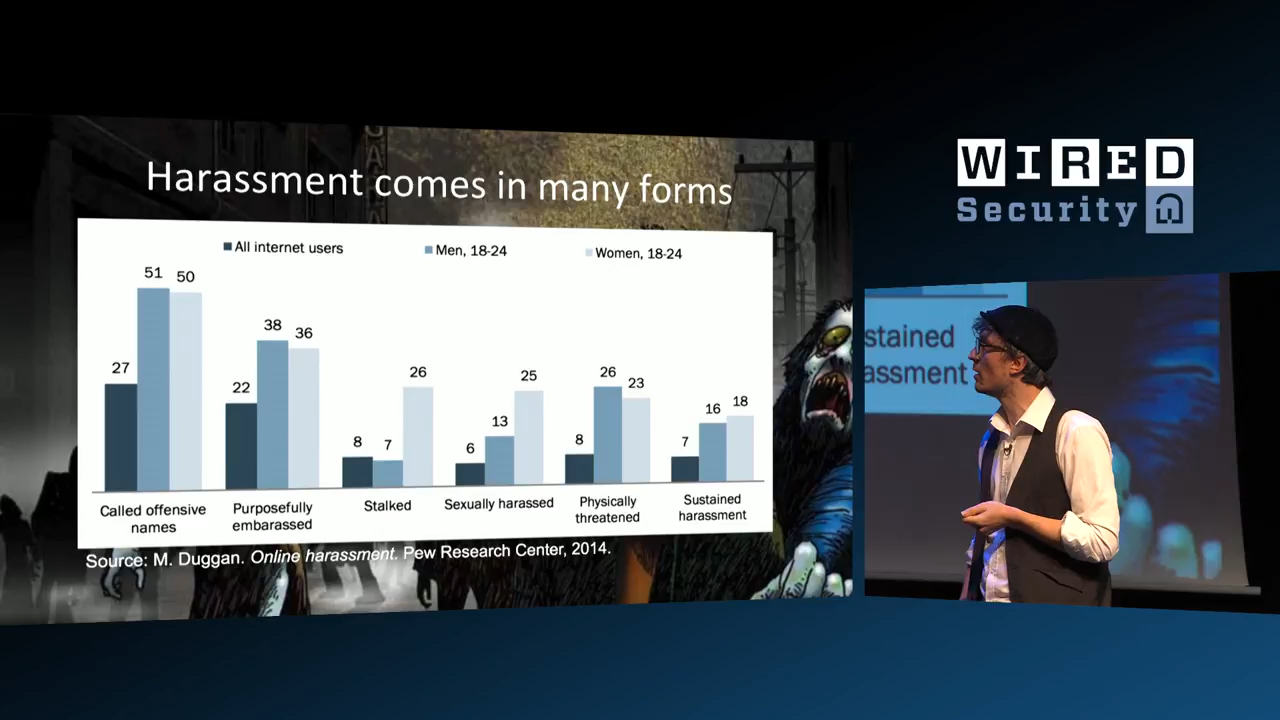 Harassment comes in many forms
All internet users
Men, 18-24
Women, 18-24
27
51
50
22
38
36
8
7
26
6
13
25
8
26
23
7
16
18
Called offensive
names
Purposefully
embarassed
Stalked
Sexually harassed
Physically
threatened
Sustained
harassment
Source: M. Duggan. Online harassment. Pew Research Center, 2014.
WIRED
Security
stained
assment